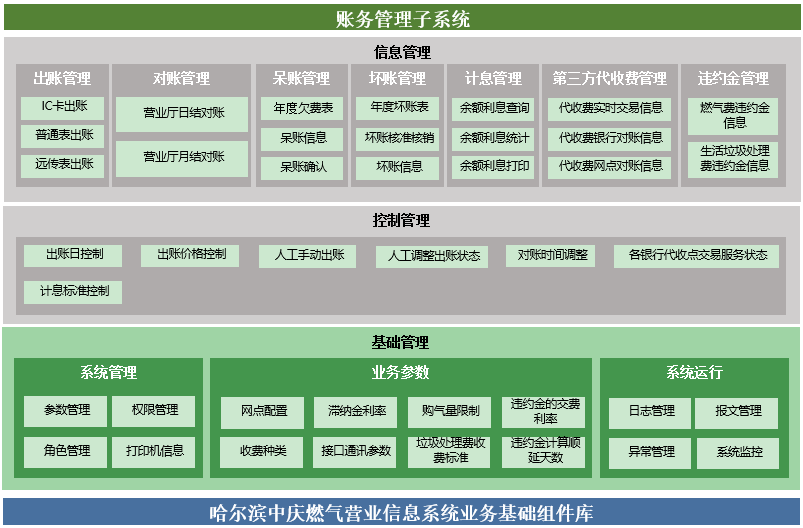 账务管理子系统
信息管理
出账管理
IC卡出账
普通表出账
远传表出账
对账管理
营业厅日结对账
营业厅月结对账
呆账管理
年度欠费表
呆账信息
呆账确认
坏账管理
年度坏账表
坏账核准核销
坏账信息
计息管理
余额利息查询
余额利息统计
余额利息打印
第三方代收费管理
代收费实时交易信息
代收费银行对账信息
代收费网点对账信息
违约金管理
燃气费违约金
信息
生活垃圾处理
费违约金信息
控制管理
出账日控制
出账价格控制
人工手动出账
人工调整出账状态
对账时间调整
各银行代收点交易服务状态
计息标准控制
基础管理
系统管理
参数管理
权限管理
角色管理
打印机信息
业务参数
网点配置
滞纳金利率
购气量限制
违约金的交费
利率
收费种类
接口通讯参数
垃圾处理费收
费标准
违约金计算顺
延天数
系统运行
日志管理
报文管理
异常管理
系统监控
哈尔滨中庆燃气营业信息系统业务基础组件库